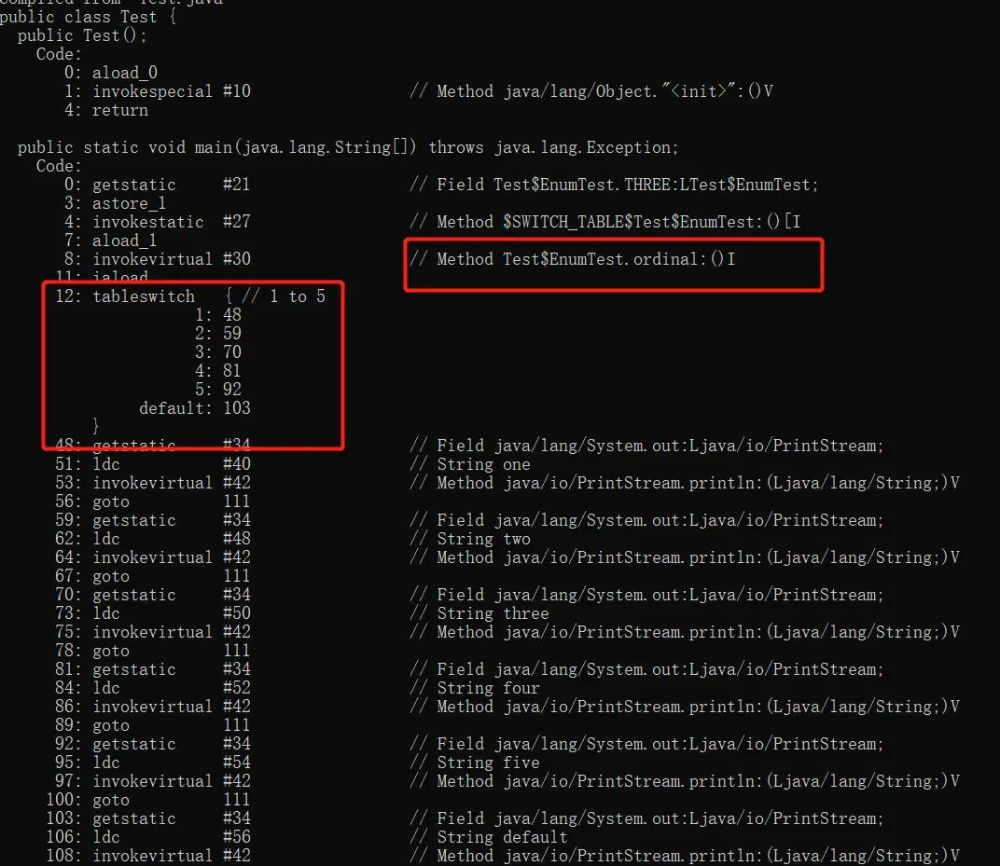 Compiled from "Test.java"
public class Test {
  public Test();
    Code:
       0: aload_0
       1: invokespecial #10                 // Method java/lang/Object."<init>":()V
       4: return

  public static void main(java.lang.String[]) throws java.lang.Exception;
    Code:
       0: getstatic     #21                 // Field Test$EnumTest.THREE:LTest$EnumTest;
       3: astore_1
       4: invokestatic  #27                 // Method $SWITCH_TABLE$Test$EnumTest:()[I
       7: aload_1
       8: invokevirtual #30                 // Method Test$EnumTest.ordinal:()I
      11: iaload
      12: tableswitch   { // 1 to 5
                     1: 48
                     2: 59
                     3: 70
                     4: 81
                     5: 92
               default: 103
          }
      48: getstatic     #34                 // Field java/lang/System.out:Ljava/io/PrintStream;
      51: ldc           #40                 // String one
      53: invokevirtual #42                 // Method java/io/PrintStream.println:(Ljava/lang/String;)V
      56: goto          111
      59: getstatic     #34                 // Field java/lang/System.out:Ljava/io/PrintStream;
      62: ldc           #48                 // String two
      64: invokevirtual #42                 // Method java/io/PrintStream.println:(Ljava/lang/String;)V
      67: goto          111
      70: getstatic     #34                 // Field java/lang/System.out:Ljava/io/PrintStream;
      73: ldc           #50                 // String three
      75: invokevirtual #42                 // Method java/io/PrintStream.println:(Ljava/lang/String;)V
      78: goto          111
      81: getstatic     #34                 // Field java/lang/System.out:Ljava/io/PrintStream;
      84: ldc           #52                 // String four
      86: invokevirtual #42                 // Method java/io/PrintStream.println:(Ljava/lang/String;)V
      89: goto          111
      92: getstatic     #34                 // Field java/lang/System.out:Ljava/io/PrintStream;
      95: ldc           #54                 // String five
      97: invokevirtual #42                 // Method java/io/PrintStream.println:(Ljava/lang/String;)V
     100: goto          111
     103: getstatic     #34                 // Field java/lang/System.out:Ljava/io/PrintStream;
     106: ldc           #56                 // String default
     108: invokevirtual #42                 // Method java/io/PrintStream.println:(Ljava/lang/String;)V